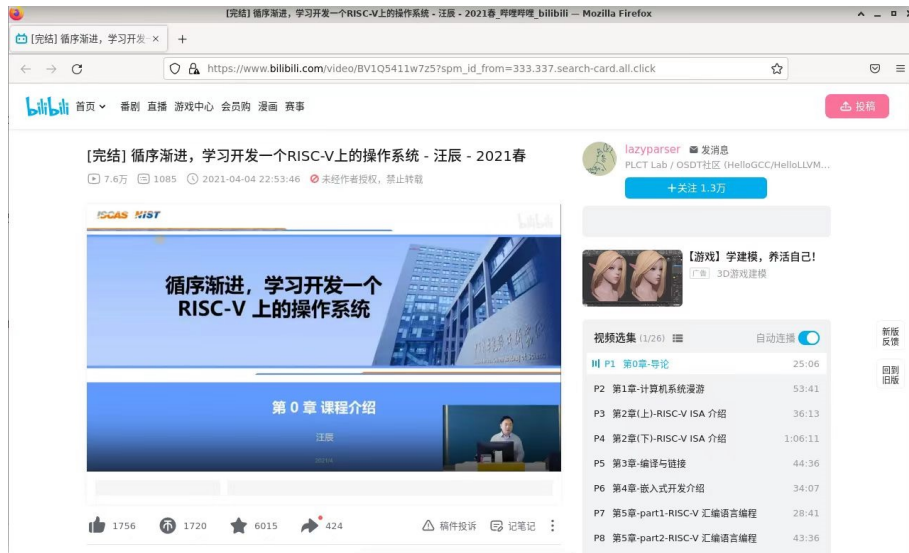 [完结] 循序渐进，学习开发一个RISC-V上的操作系统 - 汪辰 - 2021春_哔哩哔哩_bilibili — Mozilla Firefox
[完结] 循序渐进，学习开发一
https://www.bilibili.com/video/BV1Q5411w7z5?spm_id_from=333.337.search-card.all.click
bilibili 首页 番剧 直播 游戏中心 会员购 漫画 赛事 投稿
[完结] 循序渐进，学习开发一个RISC-V上的操作系统 - 汪辰 - 2021春
7.6万 1085 2021-04-04 22:53:46 未经作者授权，禁止转载
lazyparser 发消息
PLCT Lab / OSDT社区 (HelloGCC/HelloLLVM...
+关注 1.3万
ISCAS MIST
bilibili
循序渐进，学习开发一个
RISC-V 上的操作系统
第 0 章 课程介绍
汪辰
【游戏】学建模，养活自己！
广告 3D游戏建模
视频选集 (1/26) 自动连播
P1 第0章-导论 25:06
P2 第1章-计算机系统漫游 53:41
P3 第2章(上)-RISC-V ISA 介绍 36:13
P4 第2章(下)-RISC-V ISA 介绍 1:06:11
P5 第3章-编译与链接 44:36
P6 第4章-嵌入式开发介绍 34:07
P7 第5章-part1-RISC-V 汇编语言编程 28:41
P8 第5章-part2-RISC-V 汇编语言编程 43:36
新版
反馈
回到
旧版
1756 1720 6015 424 稿件投诉 记笔记